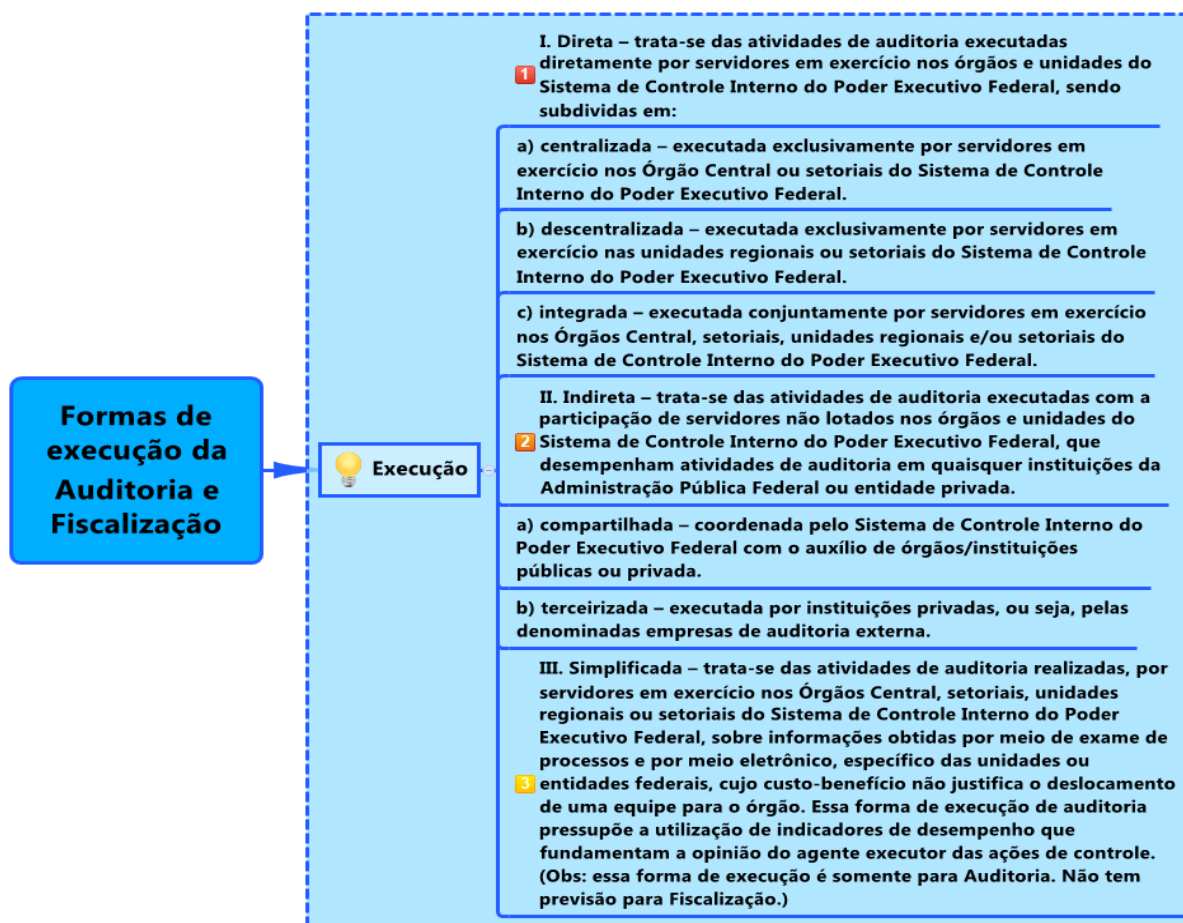 Formas de
execução da
Auditoria e
Fiscalização
Execução
1
I. Direta – trata-se das atividades de auditoria executadas
diretamente por servidores em exercício nos órgãos e unidades do
Sistema de Controle Interno do Poder Executivo Federal, sendo
subdividas em:
a) centralizada – executada exclusivamente por servidores em
exercício nos Órgão Central ou setoriais do Sistema de Controle
Interno do Poder Executivo Federal.
b) descentralizada – executada exclusivamente por servidores em
exercício nas unidades regionais ou setoriais do Sistema de Controle
Interno do Poder Executivo Federal.
c) integrada – executada conjuntamente por servidores em exercício
nos Órgãos Central, setoriais, unidades regionais e/ou setoriais do
Sistema de Controle Interno do Poder Executivo Federal.
2
II. Indireta – trata-se das atividades de auditoria executadas com a
participação de servidores não lotados nos órgãos e unidades do
Sistema de Controle Interno do Poder Executivo Federal, que
desempenham atividades de auditoria em quaisquer instituições da
Administração Pública Federal ou entidade privada.
a) compartilhada – coordenada pelo Sistema de Controle Interno do
Poder Executivo Federal com o auxílio de órgãos/instituições
públicas ou privada.
b) terceirizada – executada por instituições privadas, ou seja, pelas
denominadas empresas de auditoria externa.
3
III. Simplificada – trata-se das atividades de auditoria realizadas, por
servidores em exercício nos Órgãos Central, setoriais, unidades
regionais ou setoriais do Sistema de Controle Interno do Poder
Executivo Federal, sobre informações obtidas por meio de exame de
processos e por meio eletrônico, específico das unidades ou
entidades federais, cujo custo-benefício não justifica o deslocamento
de uma equipe para o órgão. Essa forma de execução de auditoria
pressupõe a utilização de indicadores de desempenho que
fundamentam a opinião do agente executor das ações de controle.
(Obs: essa forma de execução é somente para Auditoria. Não tem
previsão para Fiscalização.)